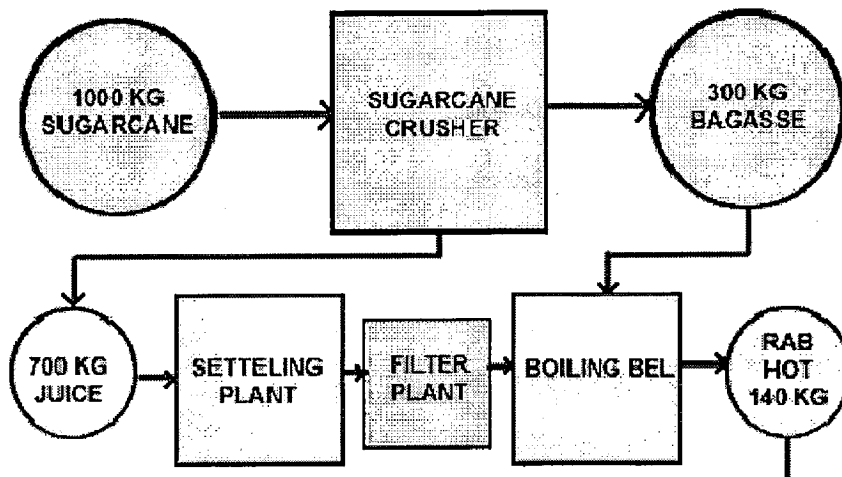 1000 KG
SUGARCANE
SUGARCANE
CRUSHER
300 KG
BAGASSE
700 KG
JUICE
SETTELING
PLANT
FILTER
PLANT
BOILING BEL
RAB
HOT
140 KG